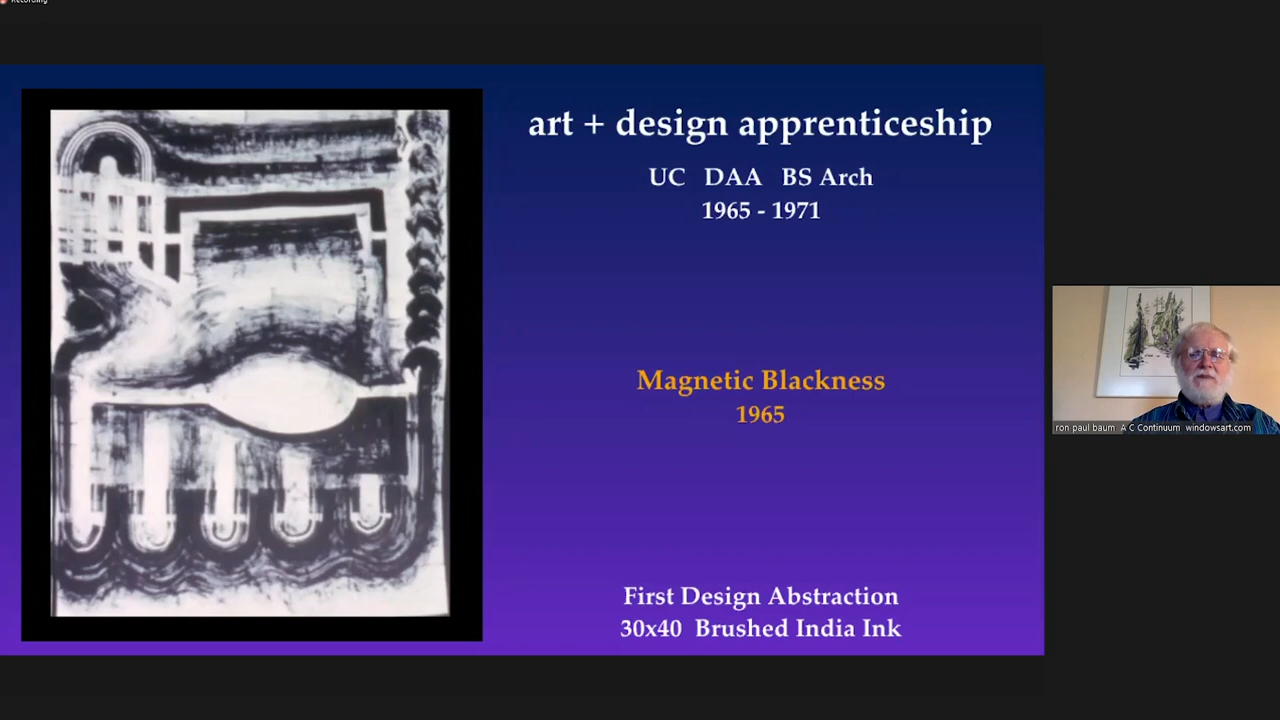 Recording
art + design apprenticeship
UC DAA BS Arch
1965 - 1971
Magnetic Blackness
1965
First Design Abstraction
30x40 Brushed India Ink
ron paul baum A C Continuum windowsart.com